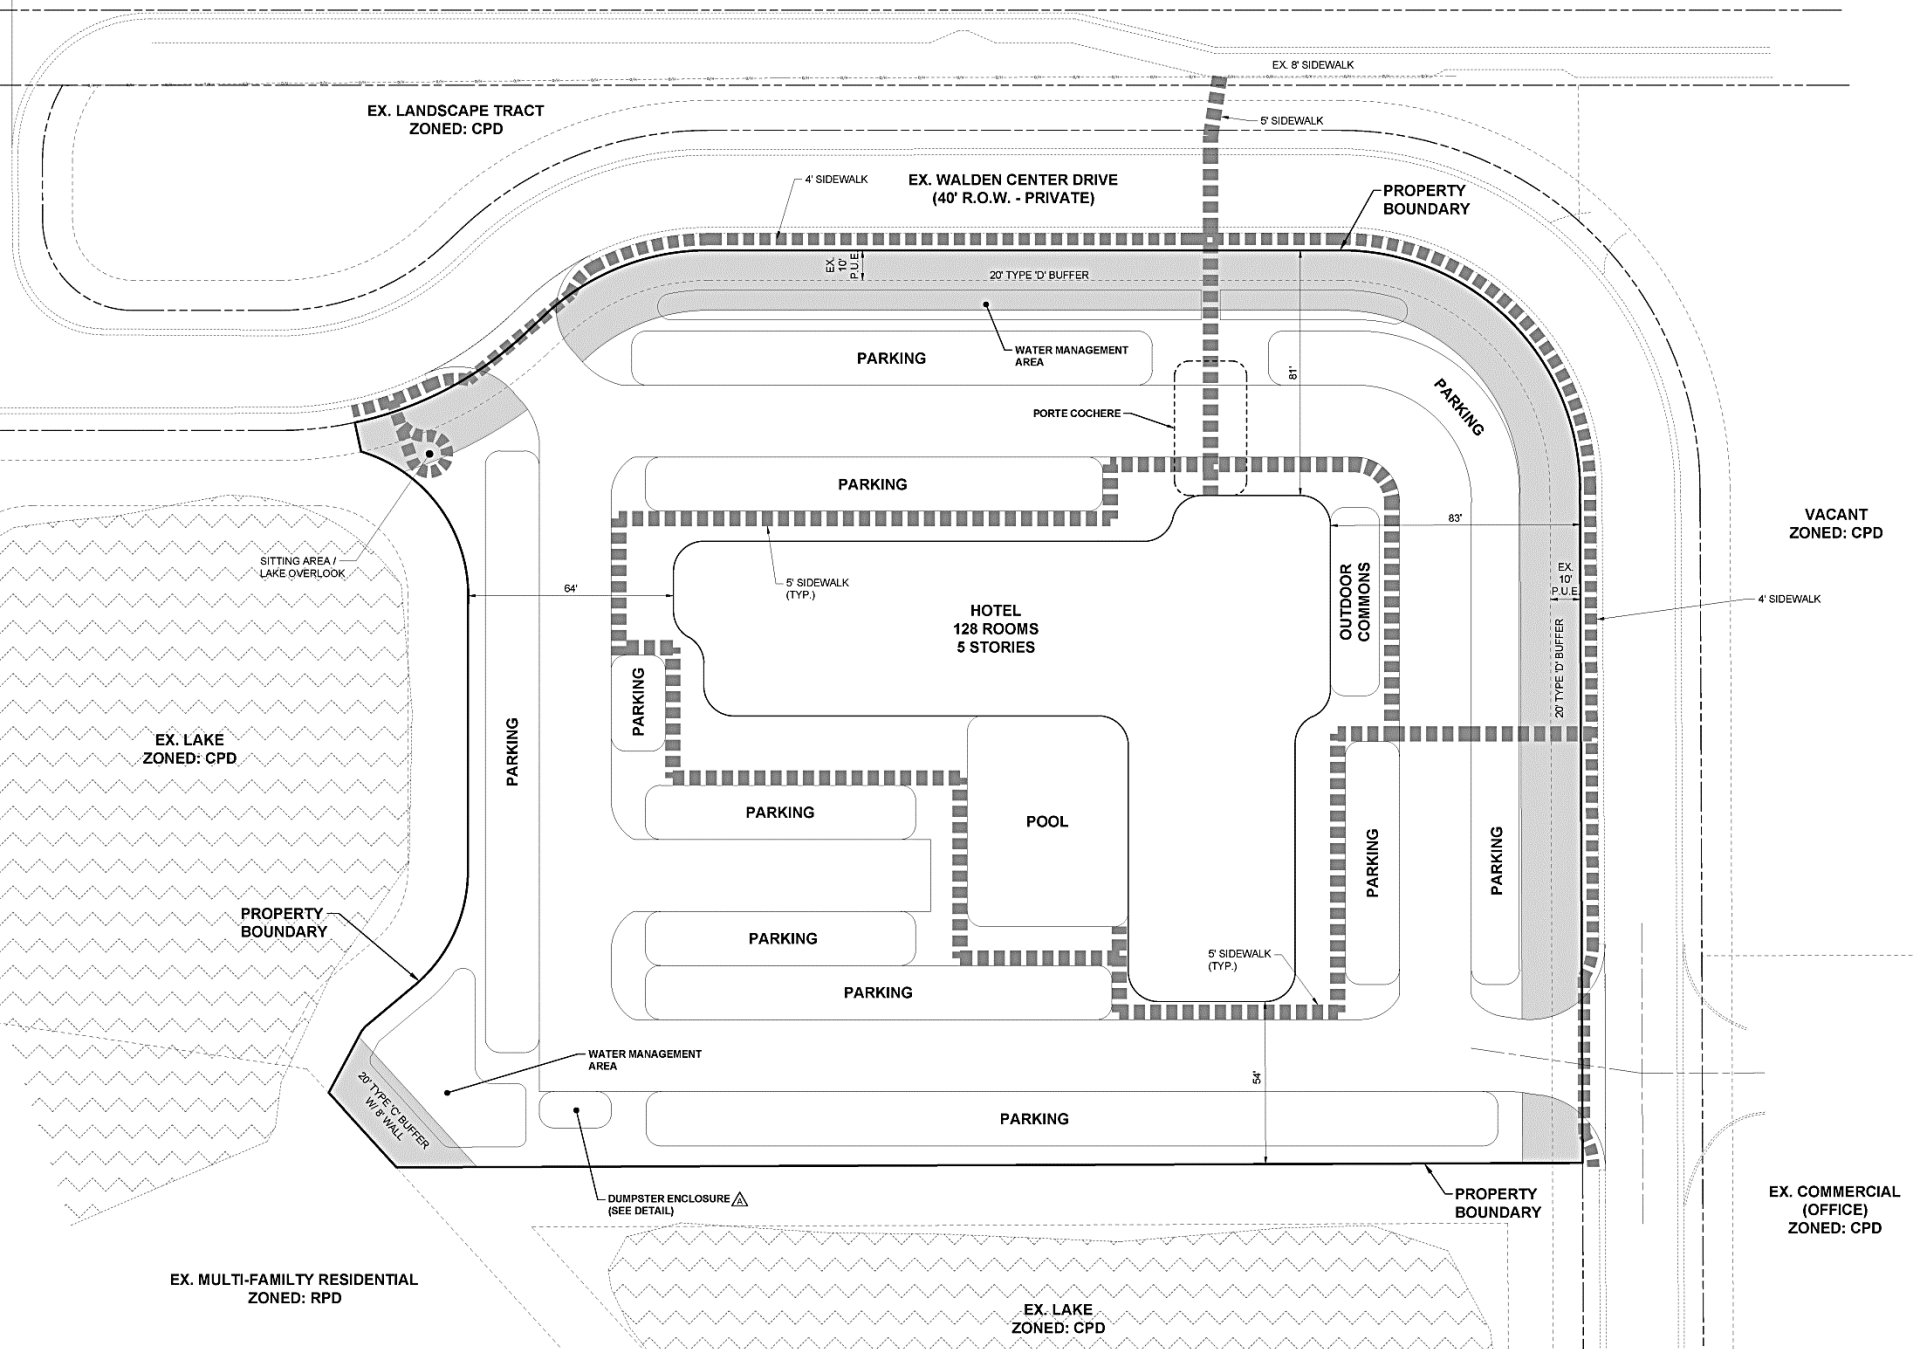 EX. 8' SIDEWALK
EX. LANDSCAPE TRACT
ZONED: CPD
5' SIDEWALK
4' SIDEWALK
EX. WALDEN CENTER DRIVE
(40' R.O.W. - PRIVATE)
PROPERTY
BOUNDARY
EX.
10'
P.U.E.
20' TYPE 'D' BUFFER
PARKING
WATER MANAGEMENT
AREA
81'
PARKING
PORTE COCHERE
PARKING
83'
VACANT
ZONED: CPD
SITTING AREA /
LAKE OVERLOOK
64'
5' SIDEWALK
(TYP.)
HOTEL
128 ROOMS
5 STORIES
OUTDOOR
COMMONS
EX.
10'
P.U.E.
4' SIDEWALK
20' TYPE 'D' BUFFER
PARKING
PARKING
EX. LAKE
ZONED: CPD
PARKING
POOL
PARKING
PARKING
PROPERTY
BOUNDARY
PARKING
5' SIDEWALK
(TYP.)
PARKING
WATER MANAGEMENT
AREA
54'
20' TYPE 'C' BUFFER
W/ 8' WALL
PARKING
DUMPSTER ENCLOSURE A
(SEE DETAIL)
PROPERTY
BOUNDARY
EX. COMMERCIAL
(OFFICE)
ZONED: CPD
EX. MULTI-FAMILTY RESIDENTIAL
ZONED: RPD
EX. LAKE
ZONED: CPD